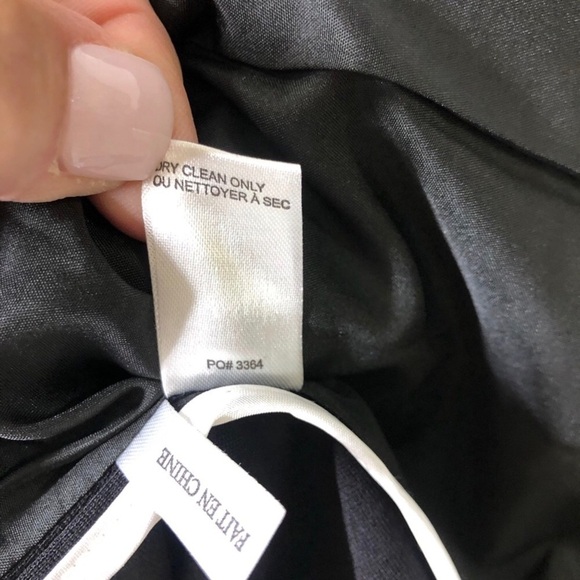 DRY CLEAN ONLY
OU NETTOYER À SEC
PO# 3364
FAIT EN CHINE